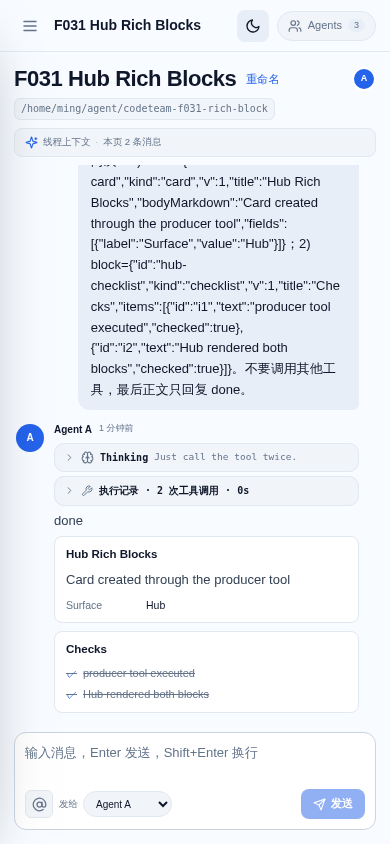 F031 Hub Rich Blocks
Agents 3
F031 Hub Rich Blocks 重命名 A
/home/ming/agent/codeteam-f031-rich-block
线程上下文 · 本页 2 条消息
card","kind":"card","v":1,"title":"Hub Rich
Blocks","bodyMarkdown":"Card created
through the producer tool","fields":
[{"label":"Surface","value":"Hub"}]}；2)
block={"id":"hub-
checklist","kind":"checklist","v":1,"title":"Che
cks","items":[{"id":"i1","text":"producer tool
executed","checked":true},
{"id":"i2","text":"Hub rendered both
blocks","checked":true}]}。不要调用其他工
具，最后正文只回复 done。
A Agent A 1 分钟前
Thinking Just call the tool twice.
执行记录 · 2 次工具调用 · 0s
done
Hub Rich Blocks
Card created through the producer tool
Surface Hub
Checks
producer tool executed
Hub rendered both blocks
输入消息，Enter 发送，Shift+Enter 换行
发给 Agent A 发送